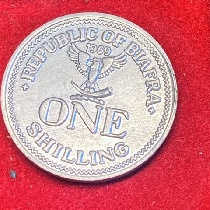 REPUBLIC OF BIAFRA
1969
ONE
SHILLING